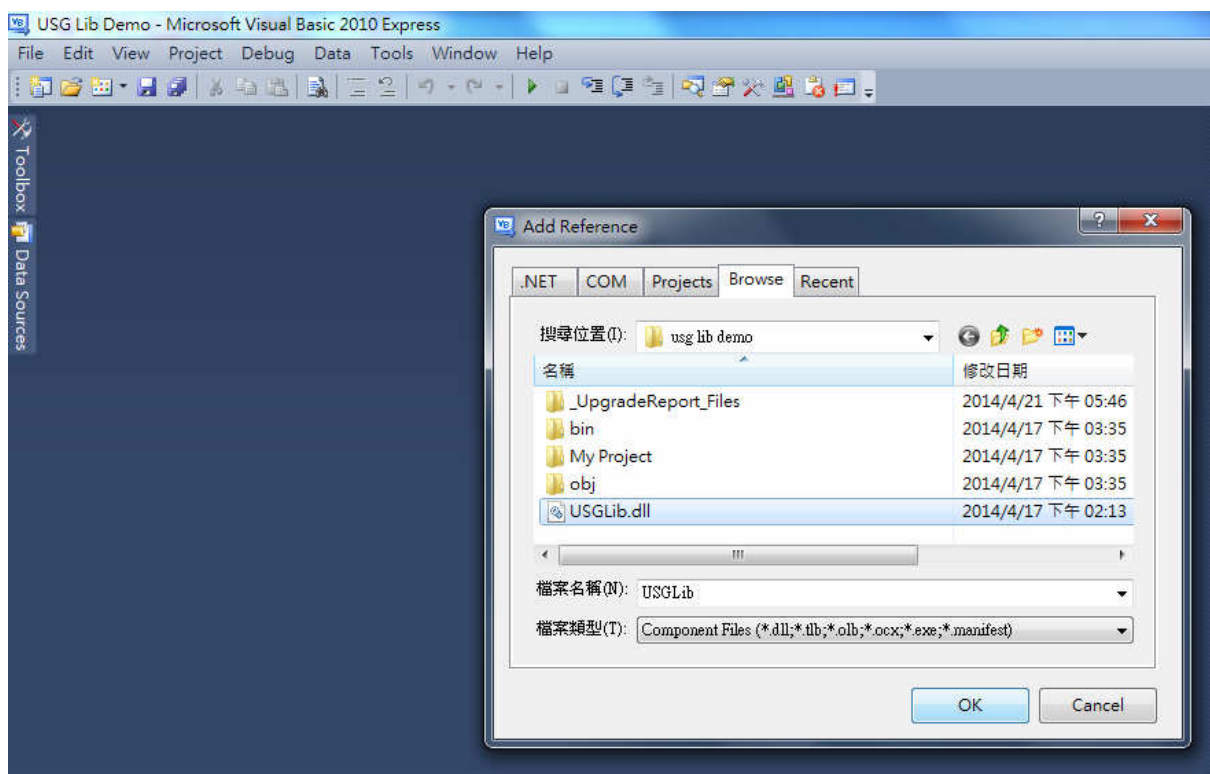 USG Lib Demo - Microsoft Visual Basic 2010 Express
File Edit View Project Debug Data Tools Window Help
Toolbox
Data Sources
Add Reference
.NET COM Projects Browse Recent
搜尋位置(I): usg lib demo
名稱 修改日期
_UpgradeReport_Files 2014/4/21 下午 05:46
bin 2014/4/17 下午 03:35
My Project 2014/4/17 下午 03:35
obj 2014/4/17 下午 03:35
USGLib.dll 2014/4/17 下午 02:13
檔案名稱(N): USGLib
檔案類型(T): Component Files (*.dll;*.tlb;*.olb;*.ocx;*.exe;*.manifest)
OK Cancel